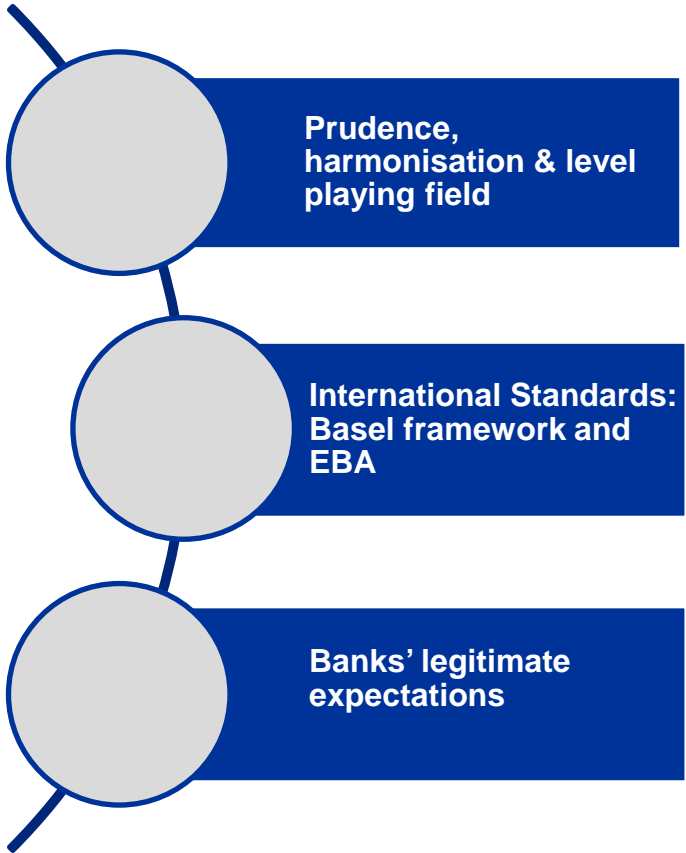 Prudence,
harmonisation & level
playing field
International Standards:
Basel framework and
EBA
Banks’ legitimate
expectations